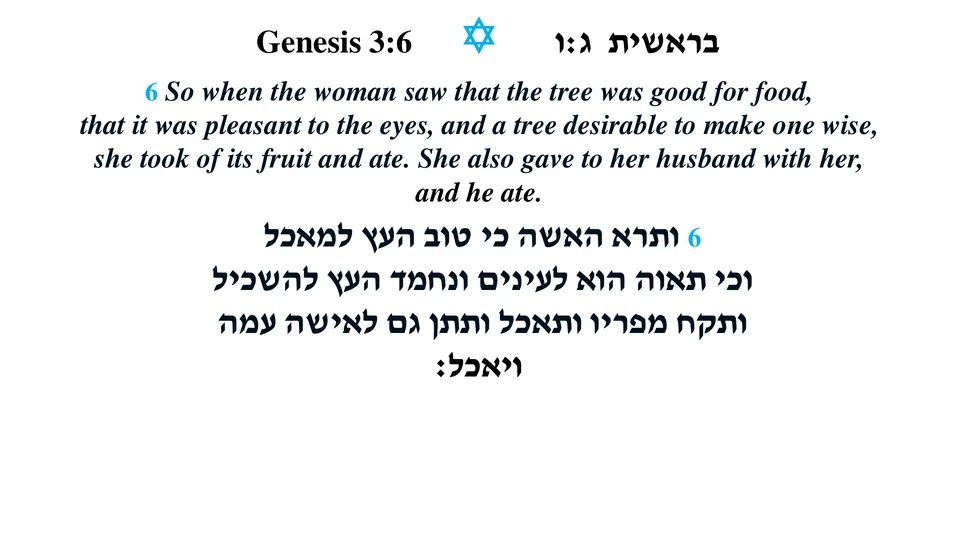 Genesis 3:6 ✡ בראשית ג:ו
6 So when the woman saw that the tree was good for food,
that it was pleasant to the eyes, and a tree desirable to make one wise,
she took of its fruit and ate. She also gave to her husband with her,
and he ate.
6 ותרא האשה כי טוב העץ למאכל
וכי תאוה הוא לעינים ונחמד העץ להשכיל
ותקח מפריו ותאכל ותתן גם לאישה עמה
ויאכל: